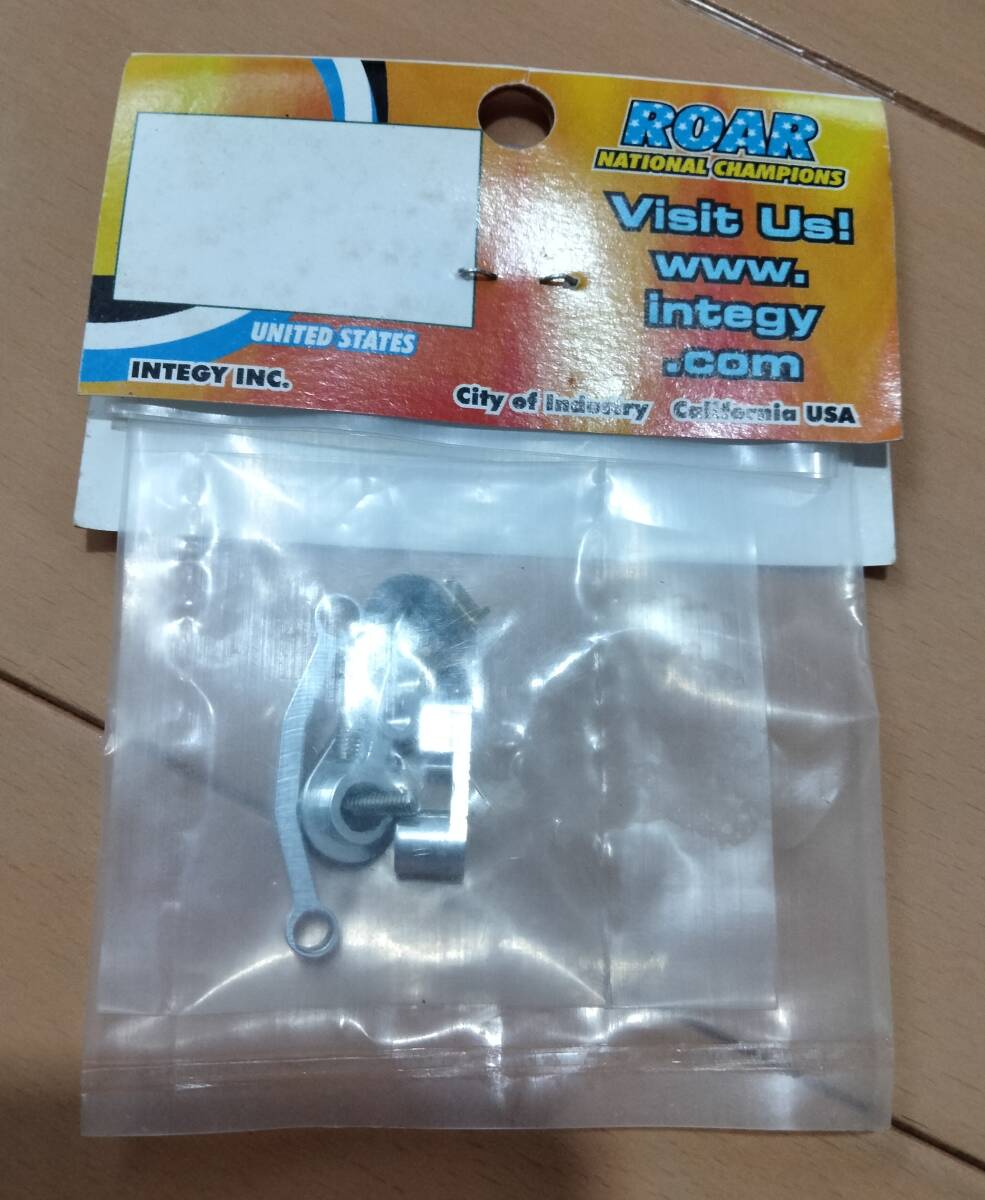 ROAR
NATIONAL CHAMPIONS
Visit Us!
www.
integy
.com
UNITED STATES
INTEGY INC.
City of Industry California USA